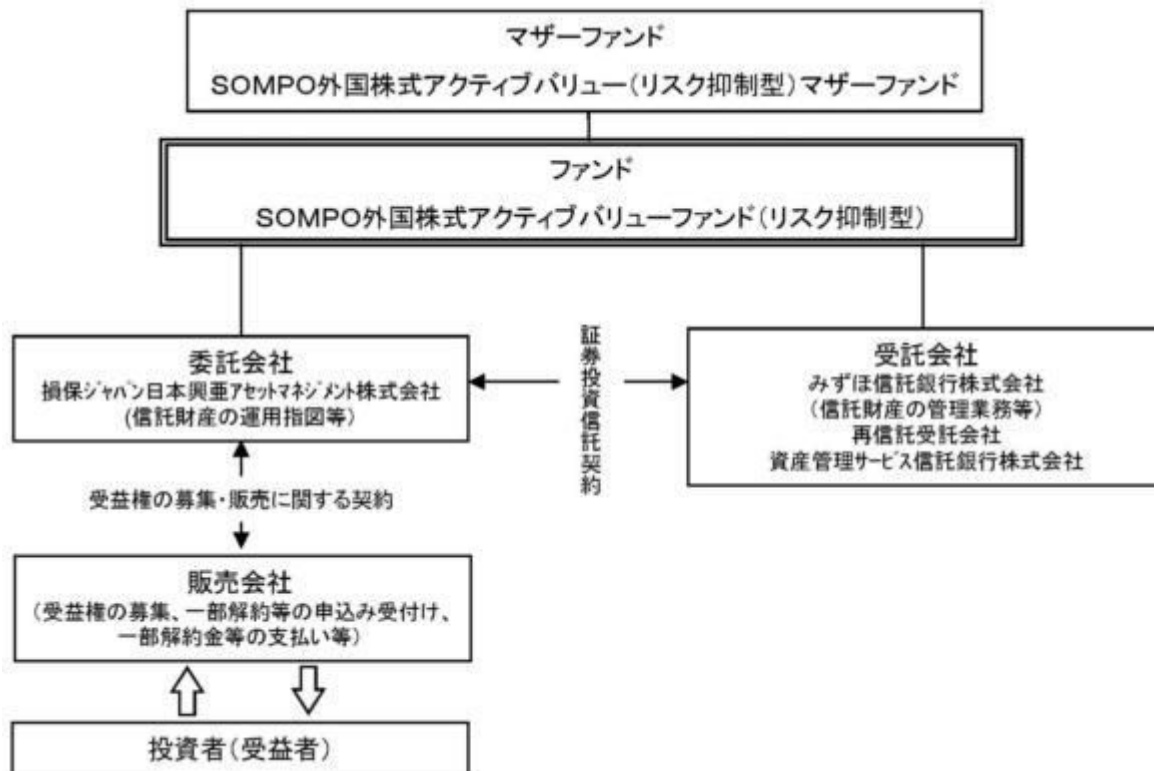 マザーファンド
SOMPO外国株式アクティブバリュー(リスク抑制型)マザーファンド
ファンド
SOMPO外国株式アクティブバリューファンド(リスク抑制型)
委託会社
損保ジャパン日本興亜アセットマネジメント株式会社
(信託財産の運用指図等)
証券投資信託契約
受託会社
みずほ信託銀行株式会社
(信託財産の管理業務等)
再信託受託会社
資産管理サービス信託銀行株式会社
受益権の募集・販売に関する契約
販売会社
(受益権の募集、一部解約等の申込み受付け、
一部解約金等の支払い等)
投資者(受益者)